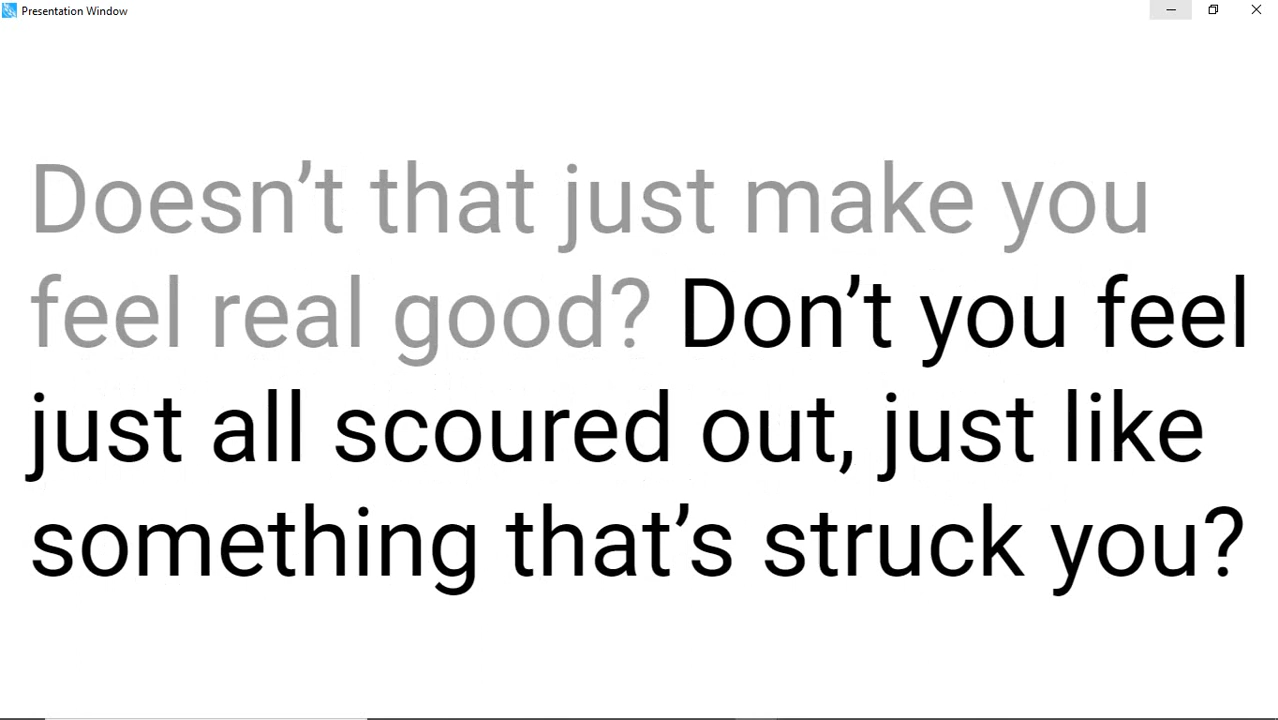 Presentation Window
Doesn’t that just make you
feel real good? Don’t you feel
just all scoured out, just like
something that’s struck you?